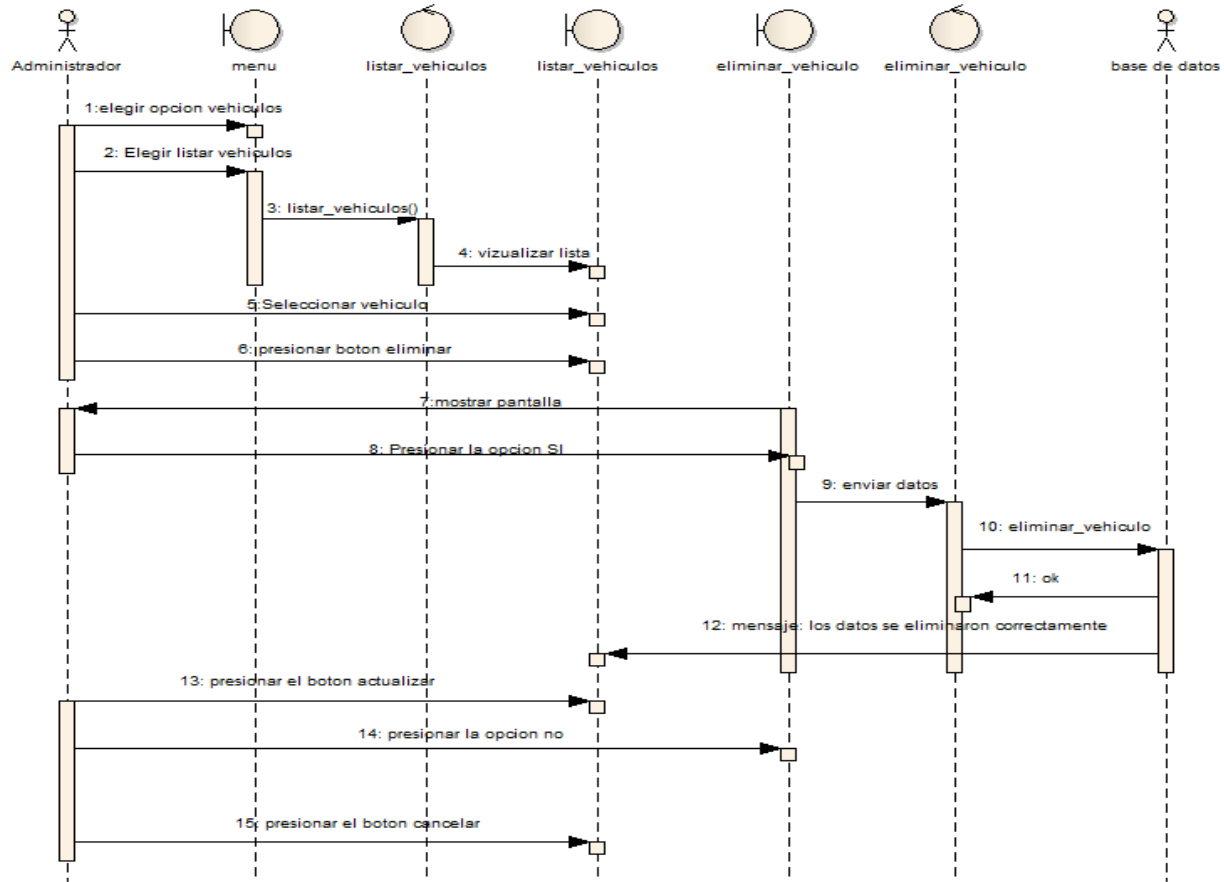 Administrador
menu
listar_vehiculos
listar_vehiculos
eliminar_vehiculo
eliminar_vehiculo
base de datos
1:elegir opcion vehiculos
2: Elegir listar vehiculos
3: listar_vehiculos()
4: vizualizar lista
5:Seleccionar vehiculo
6: presionar boton eliminar
7:mostrar pantalla
8: Presionar la opcion SI
9: enviar datos
10: eliminar_vehiculo
11: ok
12: mensaje: los datos se eliminaron correctamente
13: presionar el boton actualizar
14: presionar la opcion no
15: presionar el boton cancelar